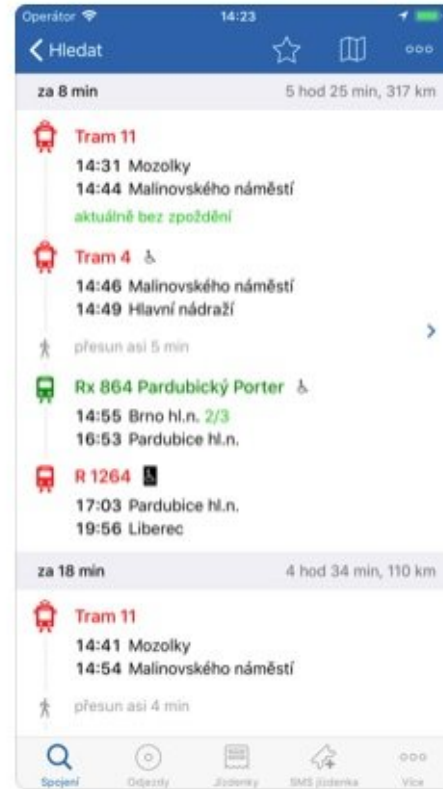 Operátor 14:23
Hledat
za 8 min 5 hod 25 min, 317 km
Tram 11
14:31 Mozolky
14:44 Malinovského náměstí
aktuálně bez zpoždění
Tram 4
14:46 Malinovského náměstí
14:49 Hlavní nádraží
přesun asi 5 min
Rx 864 Pardubický Porter
14:55 Brno hl.n. 2/3
16:53 Pardubice hl.n.
R 1264
17:03 Pardubice hl.n.
19:56 Liberec
za 18 min 4 hod 34 min, 110 km
Tram 11
14:41 Mozolky
14:54 Malinovského náměstí
přesun asi 4 min
Spojení Odjezdy Jízdenky SMS jízdenka Více